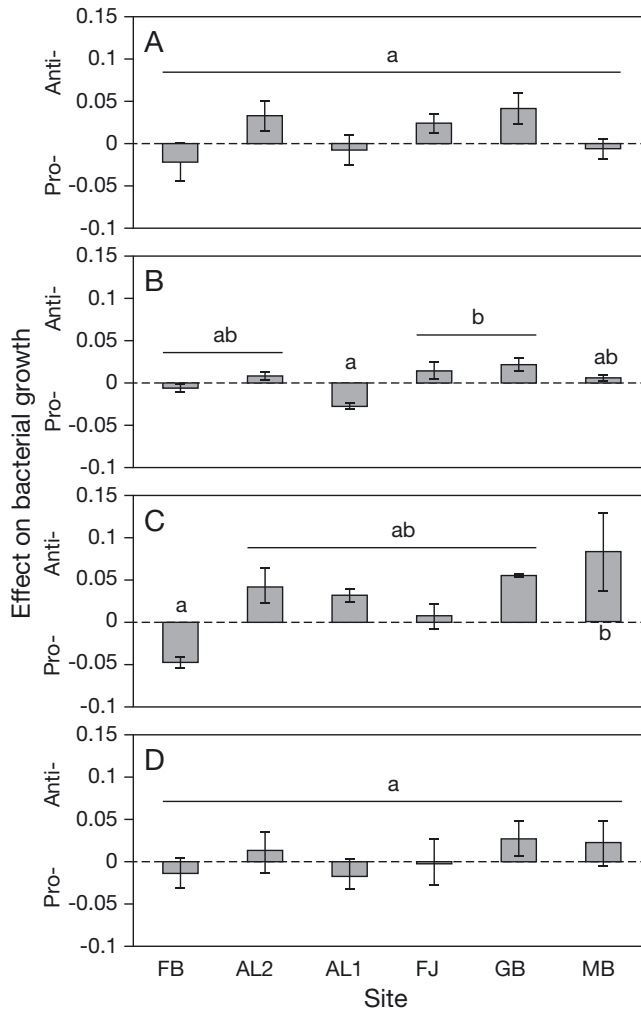 Effect on bacterial growth
A
a
Anti-
Pro-
0.15
0.1
0.05
0
-0.05
-0.1
B
ab
a
b
ab
Anti-
Pro-
0.15
0.1
0.05
0
-0.05
-0.1
C
a
ab
b
Anti-
Pro-
0.15
0.1
0.05
0
-0.05
-0.1
D
a
Anti-
Pro-
0.15
0.1
0.05
0
-0.05
-0.1
FB AL2 AL1 FJ GB MB
Site